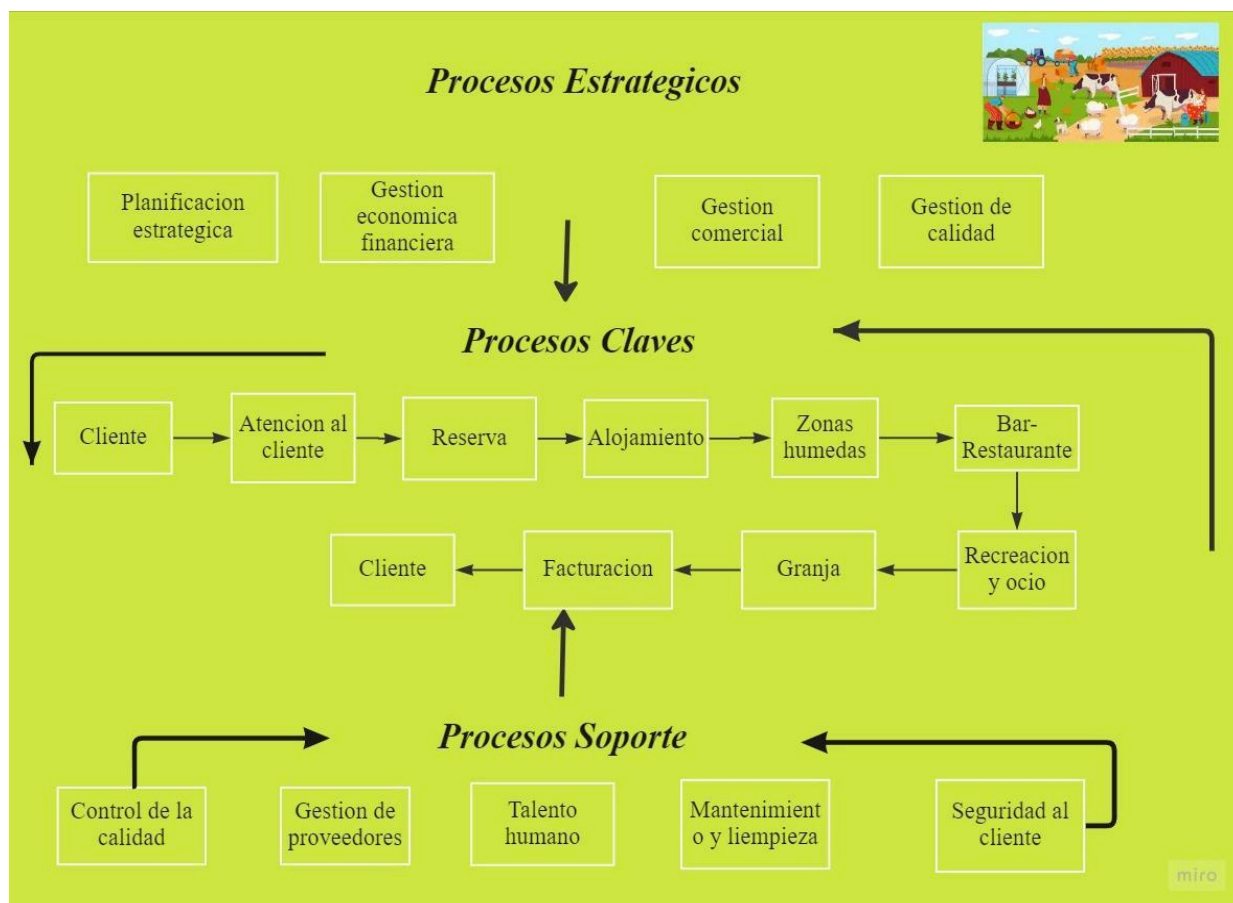 Procesos Estrategicos
Planificacion
estrategica
Gestion
economica
financiera
Gestion
comercial
Gestion de
calidad
Procesos Claves
Cliente
Atencion al
cliente
Reserva
Alojamiento
Zonas
humedas
Bar-
Restaurante
Cliente
Facturacion
Granja
Recreacion
y ocio
Procesos Soporte
Control de la
calidad
Gestion de
proveedores
Talento
humano
Mantenimient
o y liempieza
Seguridad al
cliente
miro